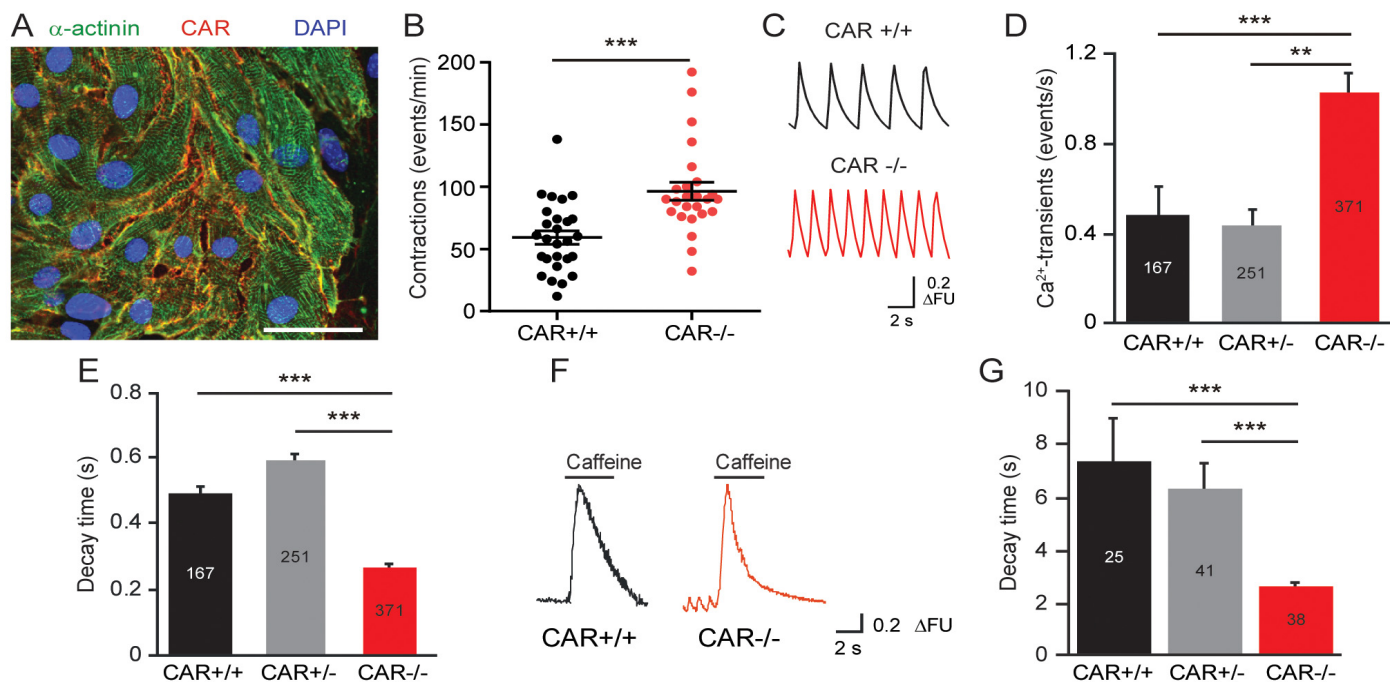 A
α-actinin CAR DAPI
B
***
Contractions (events/min)
200
150
100
50
0
CAR+/+ CAR-/-
C
CAR +/+
CAR -/-
0.2
ΔFU
2 s
D
***
**
Ca²⁺-transients (events/s)
1.2
0.8
0.4
0
167
251
371
CAR+/+ CAR+/- CAR-/-
E
***
***
Decay time (s)
0.8
0.6
0.4
0.2
0
167
251
371
CAR+/+ CAR+/- CAR-/-
F
Caffeine Caffeine
CAR+/+ CAR-/-
0.2 ΔFU
2 s
G
***
***
Decay time (s)
10
8
6
4
2
0
25
41
38
CAR+/+ CAR+/- CAR-/-